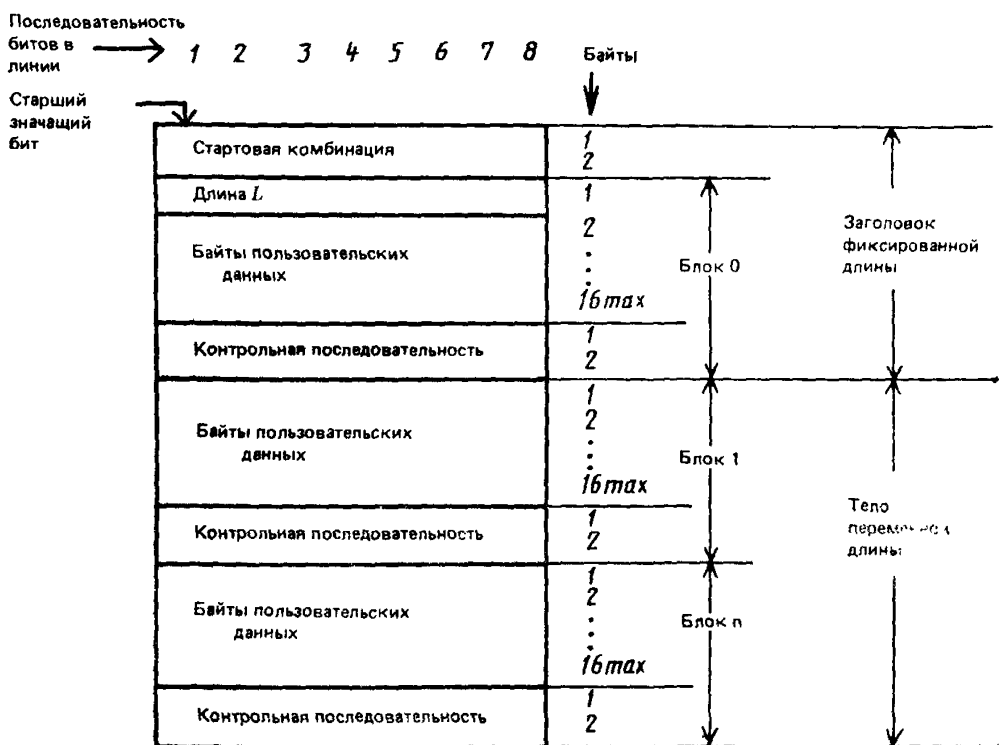 Последовательность
битов в
линии
1 2 3 4 5 6 7 8
Байты
Старший
значащий
бит
Стартовая комбинация
1
2
Длина L
1
Байты пользовательских
данных
2
16 max
Блок 0
Заголовок
фиксированной
длины
Контрольная последовательность
1
2
Байты пользовательских
данных
1
2
16 max
Блок 1
Контрольная последовательность
1
2
Тело
длины
Байты пользовательских
данных
1
2
16 max
Блок n
Контрольная последовательность
1
2